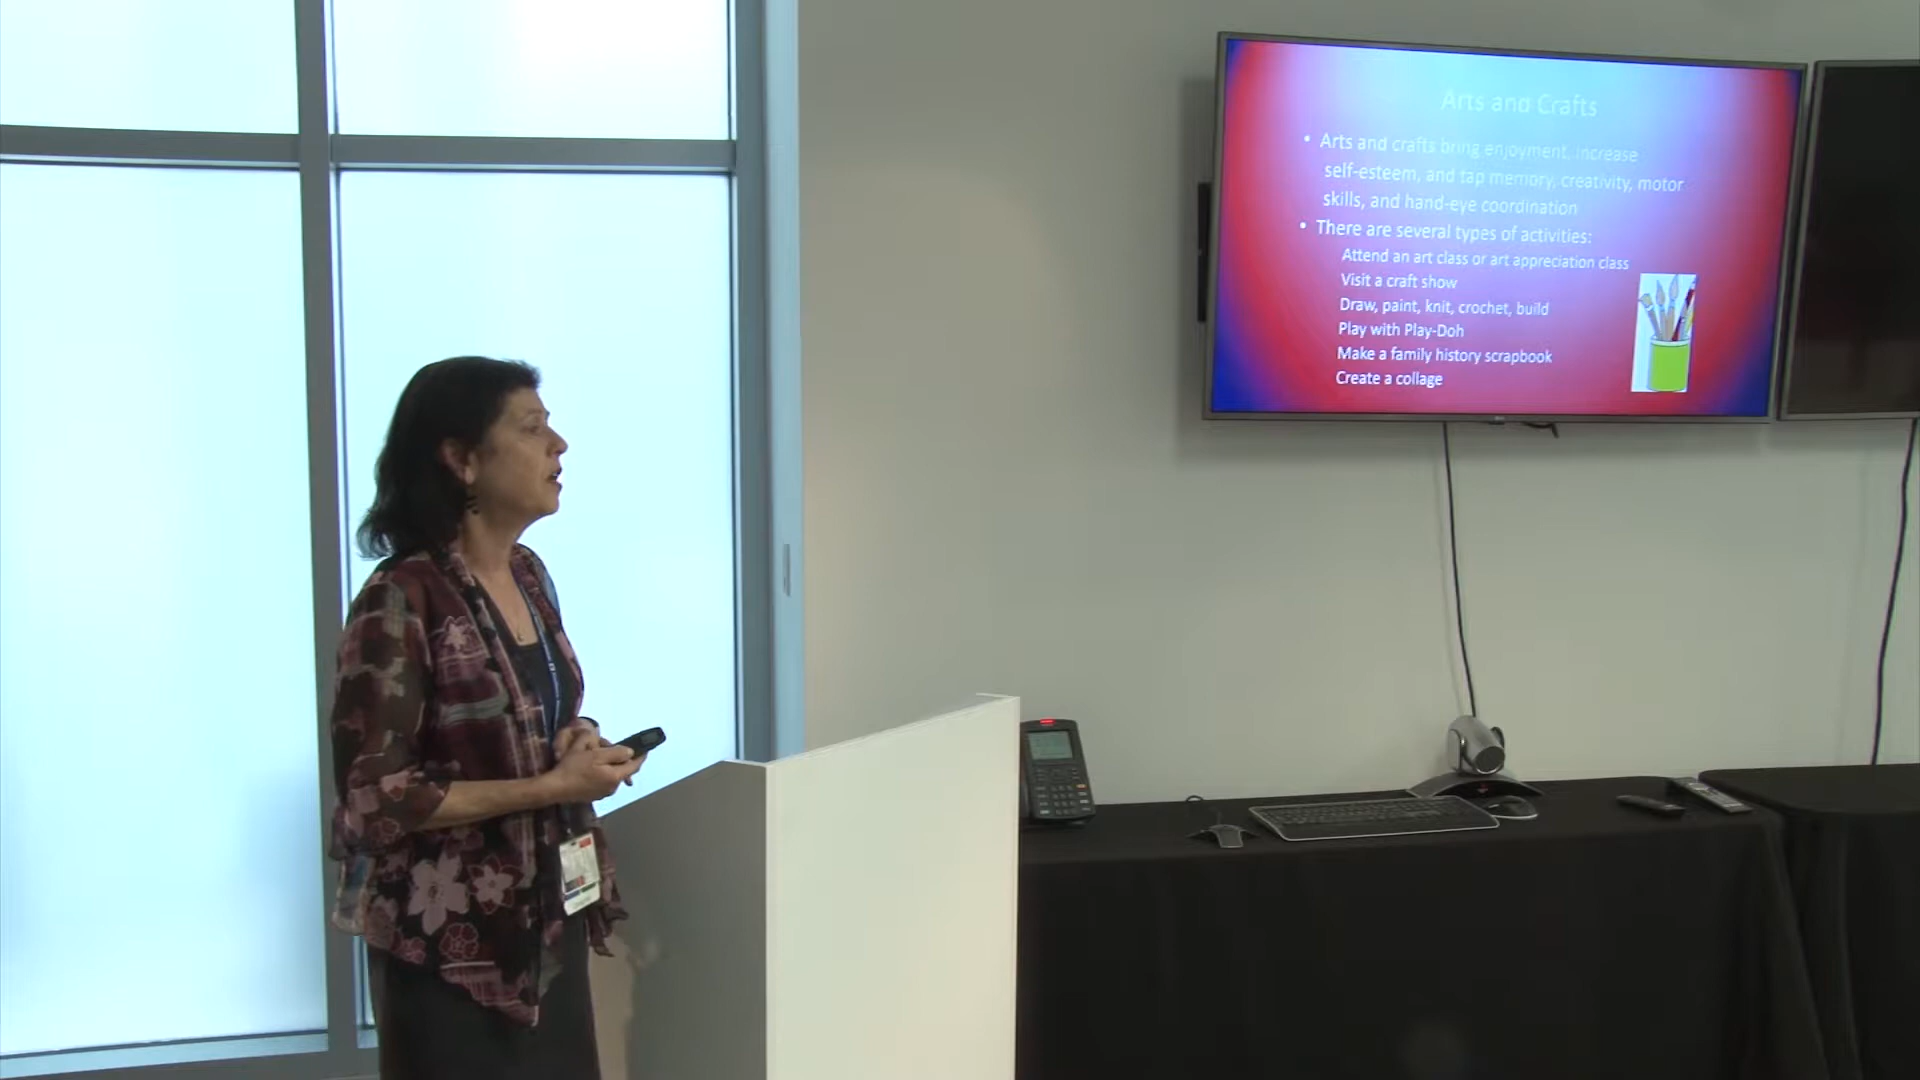 Arts and Crafts
• Arts and crafts bring enjoyment, increase
self-esteem, and tap memory, creativity, motor
skills, and hand-eye coordination
• There are several types of activities:
Attend an art class or art appreciation class
Visit a craft show
Draw, paint, knit, crochet, build
Play with Play-Doh
Make a family history scrapbook
Create a collage